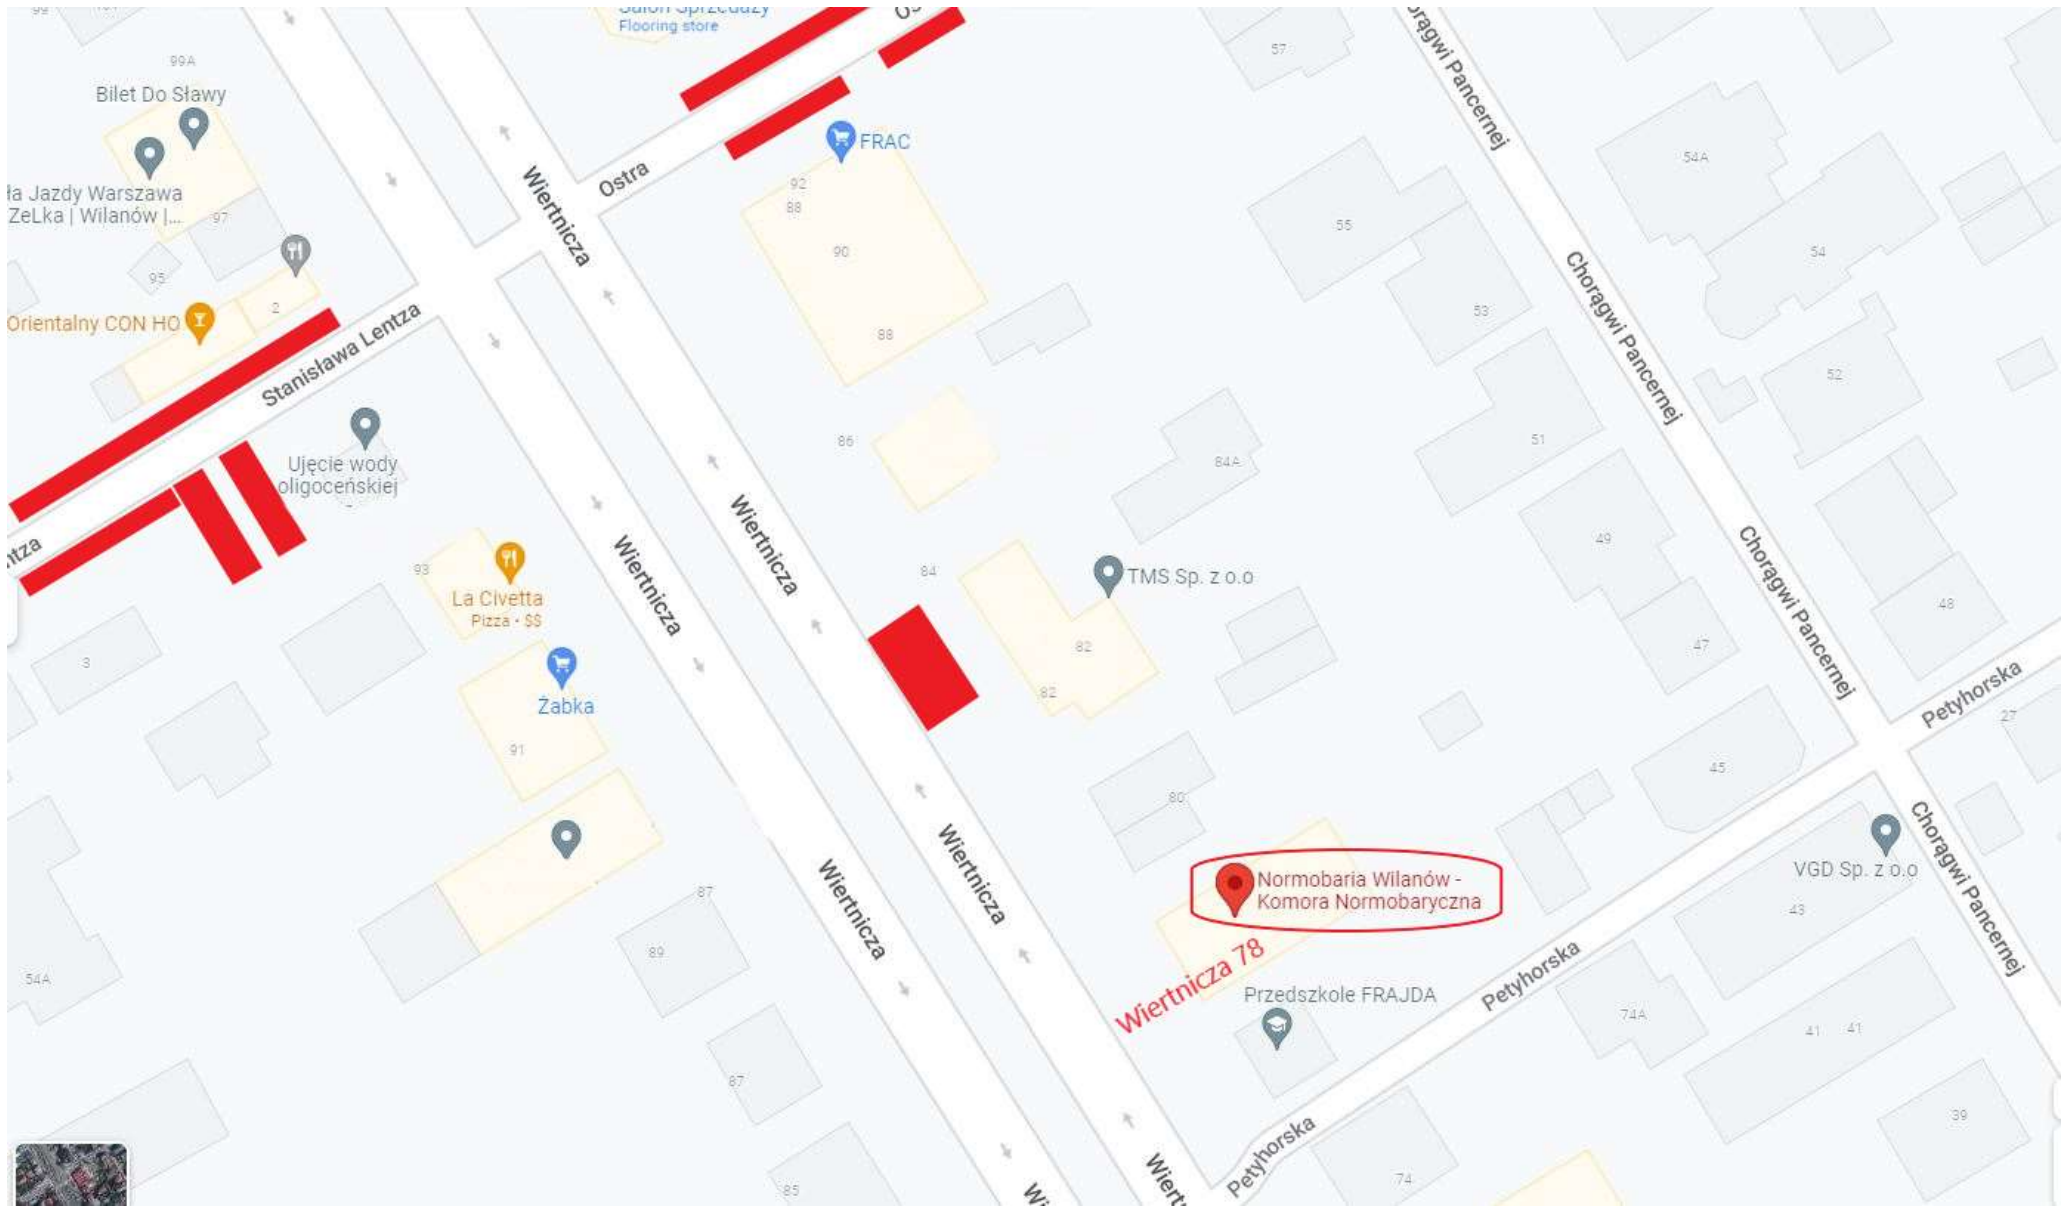 99
Salon Sprzedaży
Flooring store
99A
Bilet Do Sławy
Jazdy Warszawa
ZeLka | Wilanów |...
97
95
2
Orientalny CON HO
Stanisława Lentza
Ostra
FRAC
92
88
90
88
86
57
55
53
54A
54
52
51
84A
49
47
48
Chorągwi Pancernej
Chorągwi Pancernej
Chorągwi Pancernej
Chorągwi Pancernej
Wiertnicza
Wiertnicza
Wiertnicza
Wiertnicza
Wiertnicza
Ujęcie wody
oligoceńskiej
93
La Civetta
Pizza • $$
Żabka
91
3
84
TMS Sp. z o.o
82
82
80
Petyhorska
27
45
VGD Sp. z o.o
43
Normobaria Wilanów -
Komora Normobaryczna
Wiertnicza 78
Przedszkole FRAJDA
Petyhorska
74A
41
41
39
74
Petyhorska
87
89
87
85
54A